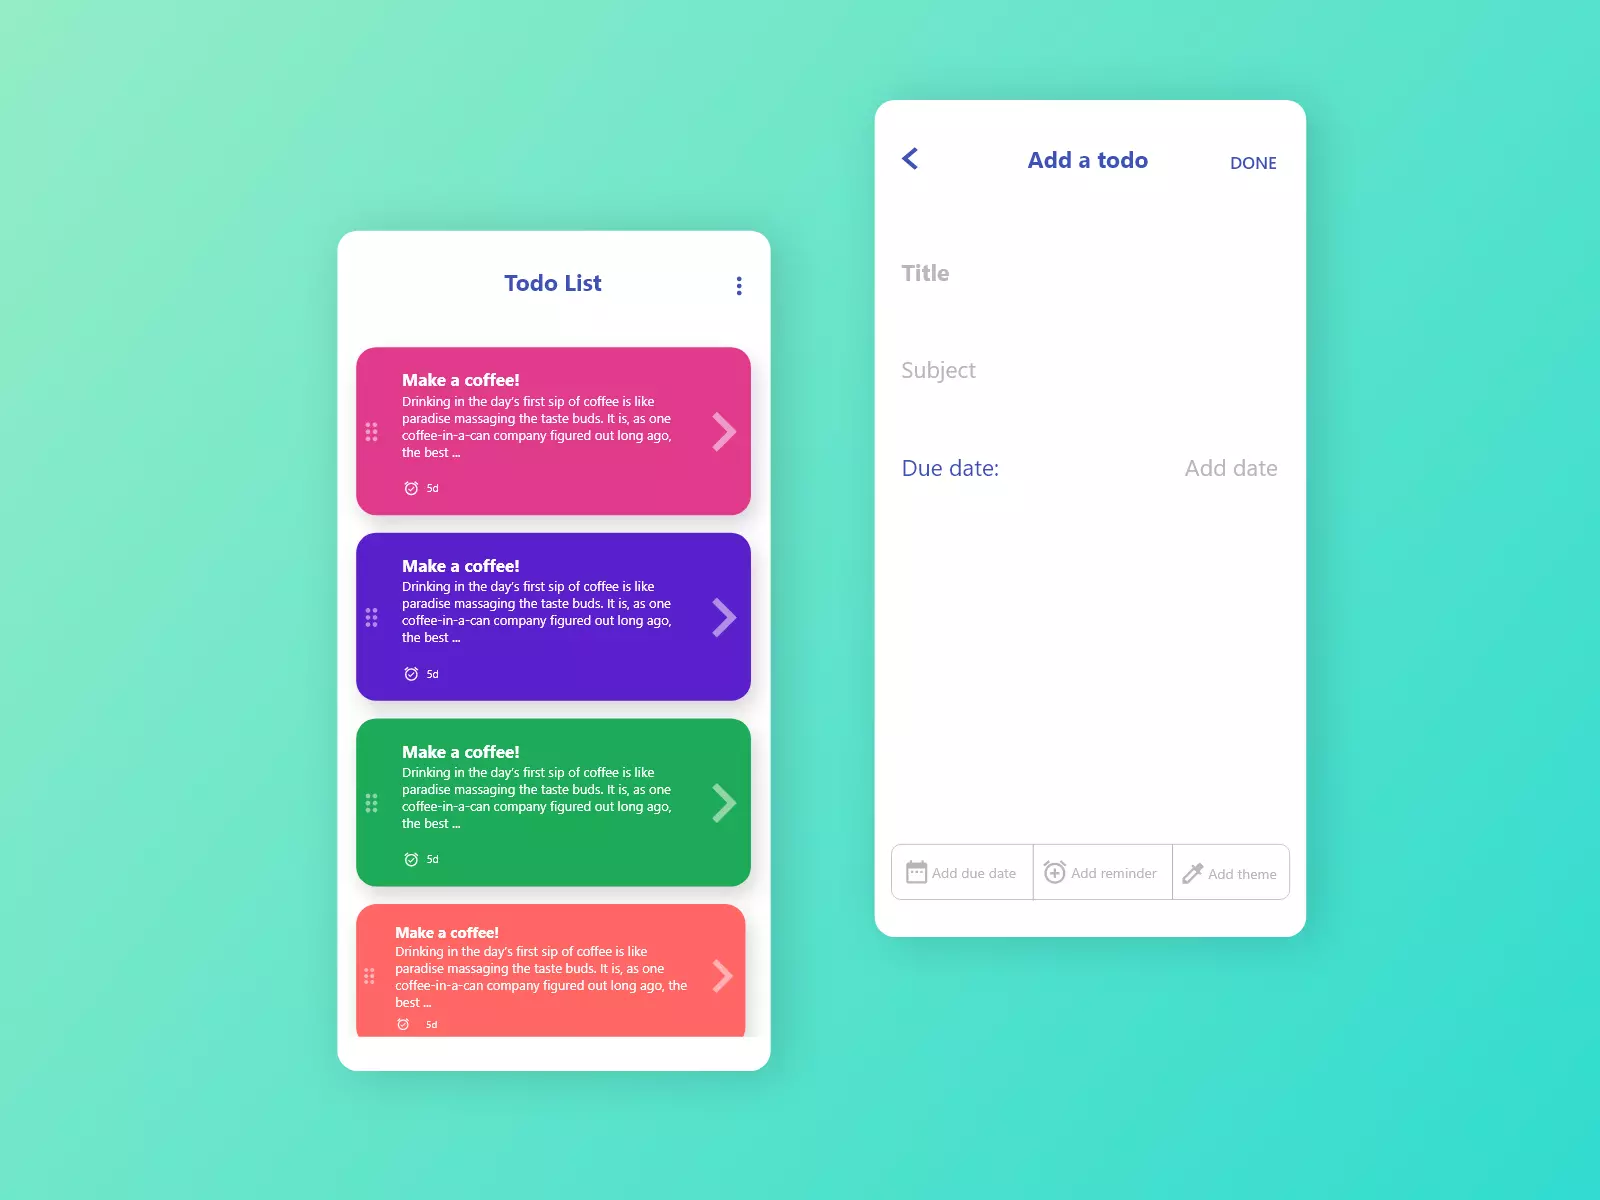 Todo List
Make a coffee!
Drinking in the day's first sip of coffee is like
paradise massaging the taste buds. It is, as one
coffee-in-a-can company figured out long ago,
the best ...
5d
Make a coffee!
Drinking in the day's first sip of coffee is like
paradise massaging the taste buds. It is, as one
coffee-in-a-can company figured out long ago,
the best ...
5d
Make a coffee!
Drinking in the day's first sip of coffee is like
paradise massaging the taste buds. It is, as one
coffee-in-a-can company figured out long ago,
the best ...
5d
Make a coffee!
Drinking in the day's first sip of coffee is like
paradise massaging the taste buds. It is, as one
coffee-in-a-can company figured out long ago, the
best ...
5d
Add a todo
DONE
Title
Subject
Due date: Add date
Add due date Add reminder Add theme